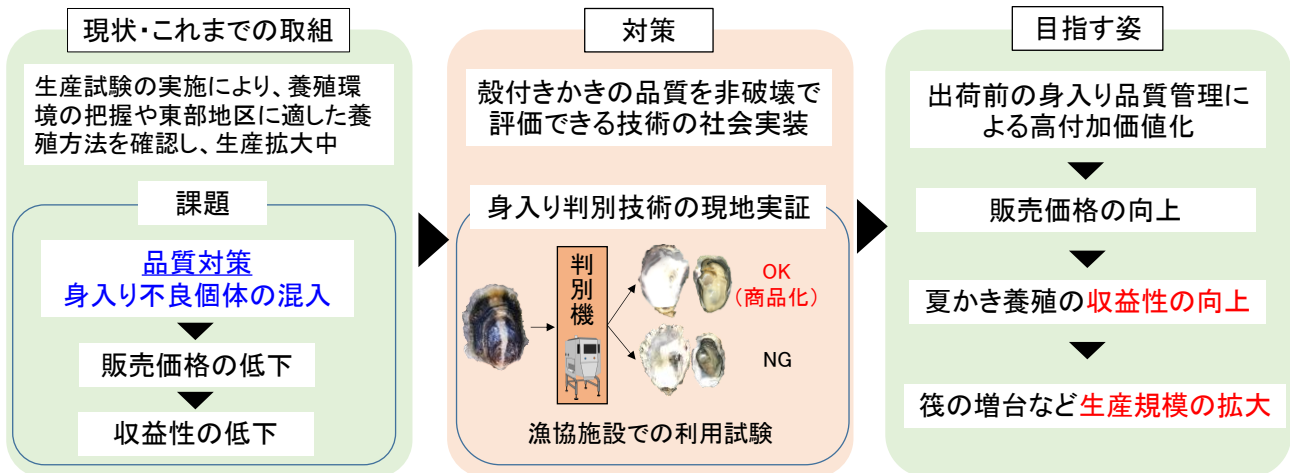 現状・これまでの取組
生産試験の実施により、養殖環
境の把握や東部地区に適した養
殖方法を確認し、生産拡大中
課題
品質対策
身入り不良個体の混入
販売価格の低下
収益性の低下
対策
殻付きかきの品質を非破壊で
評価できる技術の社会実装
身入り判別技術の現地実証
判別機
OK
（商品化）
NG
漁協施設での利用試験
目指す姿
出荷前の身入り品質管理に
よる高付加価値化
販売価格の向上
夏かき養殖の収益性の向上
筏の増台など生産規模の拡大